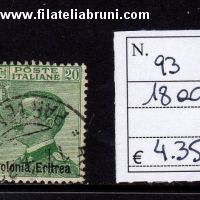 www.filateliabruni.com
POSTE
ITALIANE
20
Colonia Eritrea
N.
93
1800
€ 4.35